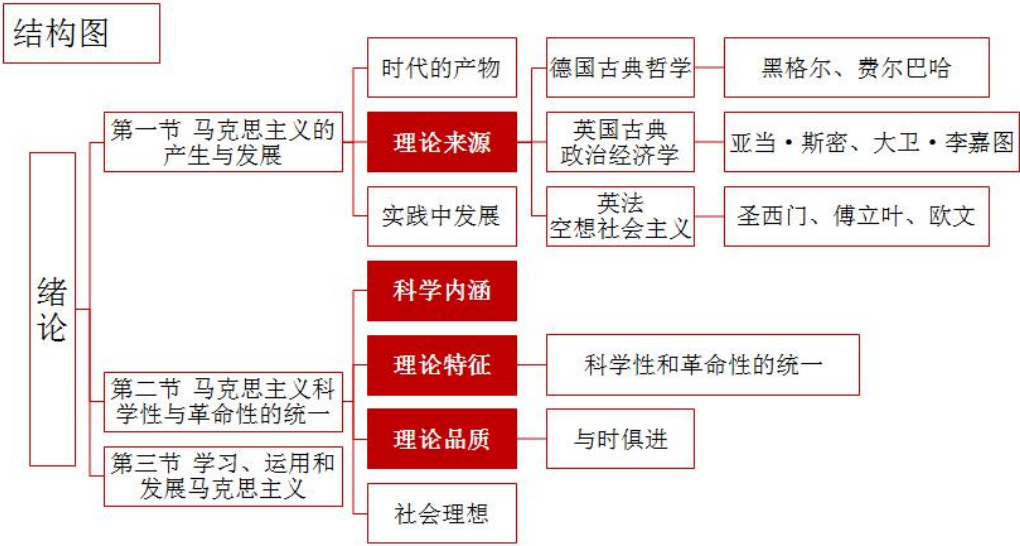 结构图
绪论
第一节 马克思主义的
产生与发展
时代的产物
理论来源
德国古典哲学
黑格尔、费尔巴哈
英国古典
政治经济学
亚当·斯密、大卫·李嘉图
英法
空想社会主义
圣西门、傅立叶、欧文
实践中发展
第二节 马克思主义科
学性与革命性的统一
科学内涵
理论特征
科学性和革命性的统一
理论品质
与时俱进
社会理想
第三节 学习、运用和
发展马克思主义